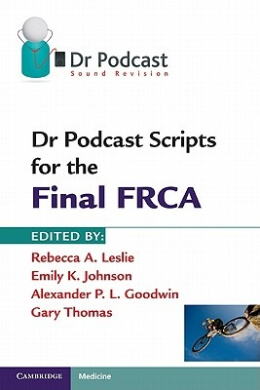 Dr Podcast
Sound Revision
Dr Podcast Scripts
for the
Final FRCA
EDITED BY:
Rebecca A. Leslie
Emily K. Johnson
Alexander P. L. Goodwin
Gary Thomas
CAMBRIDGE Medicine